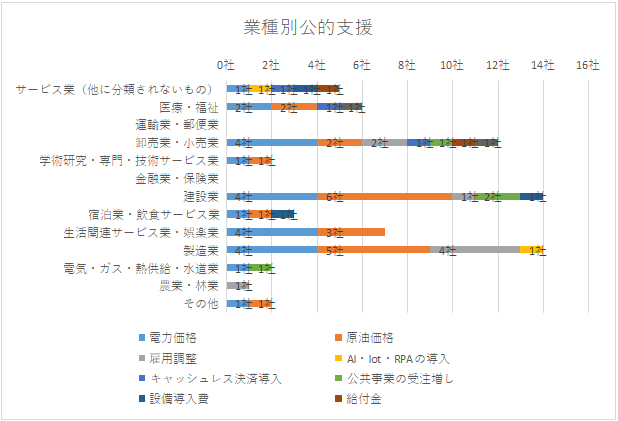 業種別公的支援
0社 2社 4社 6社 8社 10社 12社 14社 16社
サービス業（他に分類されないもの） 1社 1社 1社 1社 1社
医療・福祉 2社 2社 1社 1社
運輸業・郵便業
卸売業・小売業 4社 2社 2社 1社 1社 1社 1社
学術研究・専門・技術サービス業 1社 1社
金融業・保険業
建設業 4社 6社 1社 2社 1社
宿泊業・飲食サービス業 1社 1社 1社
生活関連サービス業・娯楽業 4社 3社
製造業 4社 5社 4社 1社
電気・ガス・熱供給・水道業 1社 1社
農業・林業 1社
その他 1社 1社
電力価格 原油価格
雇用調整 AI・Iot・RPAの導入
キャッシュレス決済導入 公共事業の受注増し
設備導入費 給付金